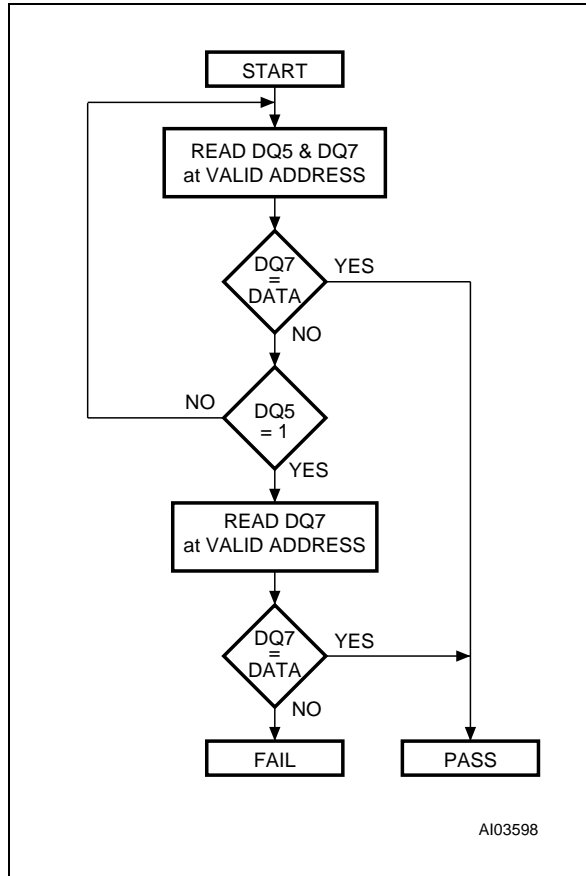 START
READ DQ5 & DQ7
at VALID ADDRESS
DQ7
=
DATA
YES
NO
NO
DQ5
= 1
YES
READ DQ7
at VALID ADDRESS
DQ7
=
DATA
YES
NO
FAIL
PASS
AI03598